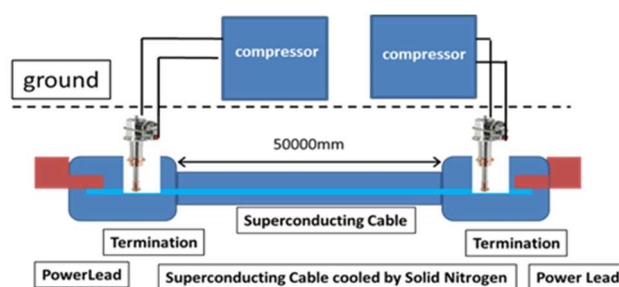 compressor
compressor
ground
50000mm
Superconducting Cable
Termination
Termination
PowerLead
Superconducting Cable cooled by Solid Nitrogen
Power Lead